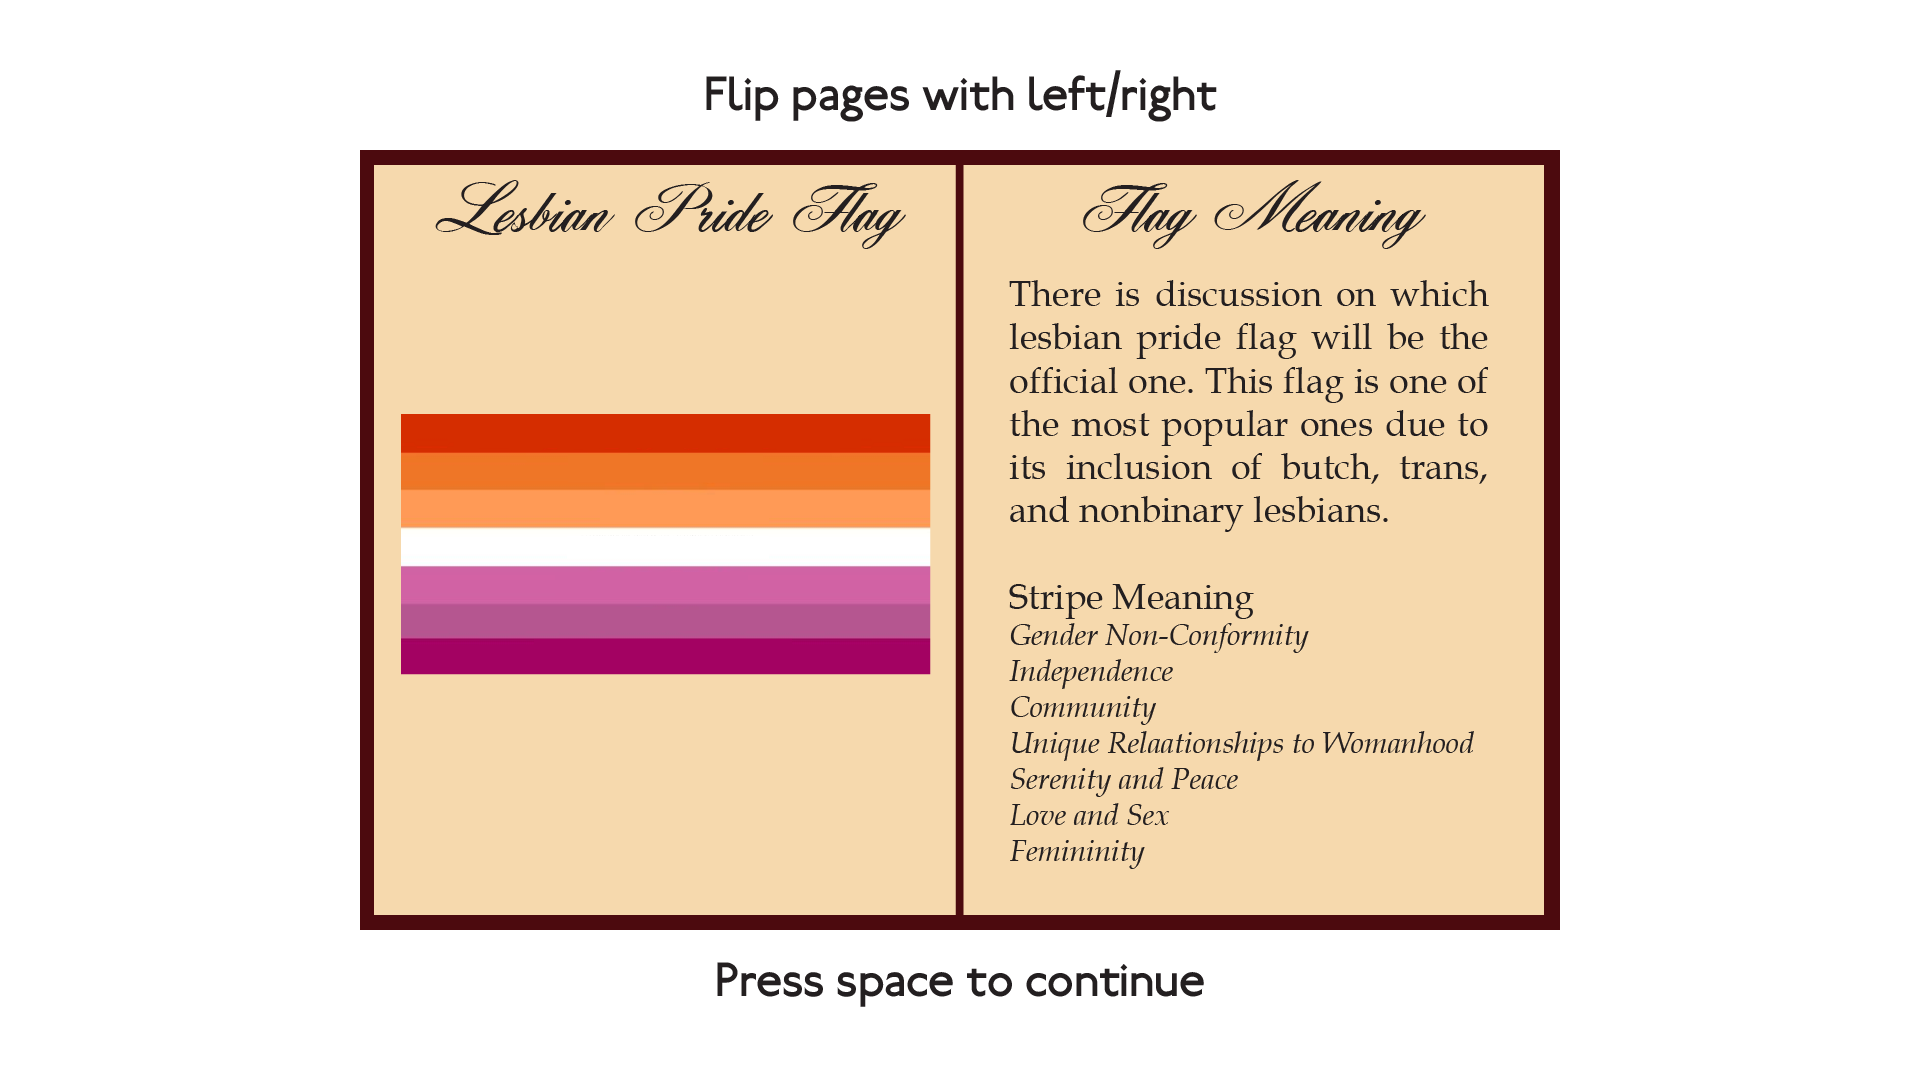 Flip pages with left/right
Lesbian Pride Flag
Flag Meaning
There is discussion on which
lesbian pride flag will be the
official one. This flag is one of
the most popular ones due to
its inclusion of butch, trans,
and nonbinary lesbians.
Stripe Meaning
Gender Non-Conformity
Independence
Community
Unique Relaationships to Womanhood
Serenity and Peace
Love and Sex
Femininity
Press space to continue